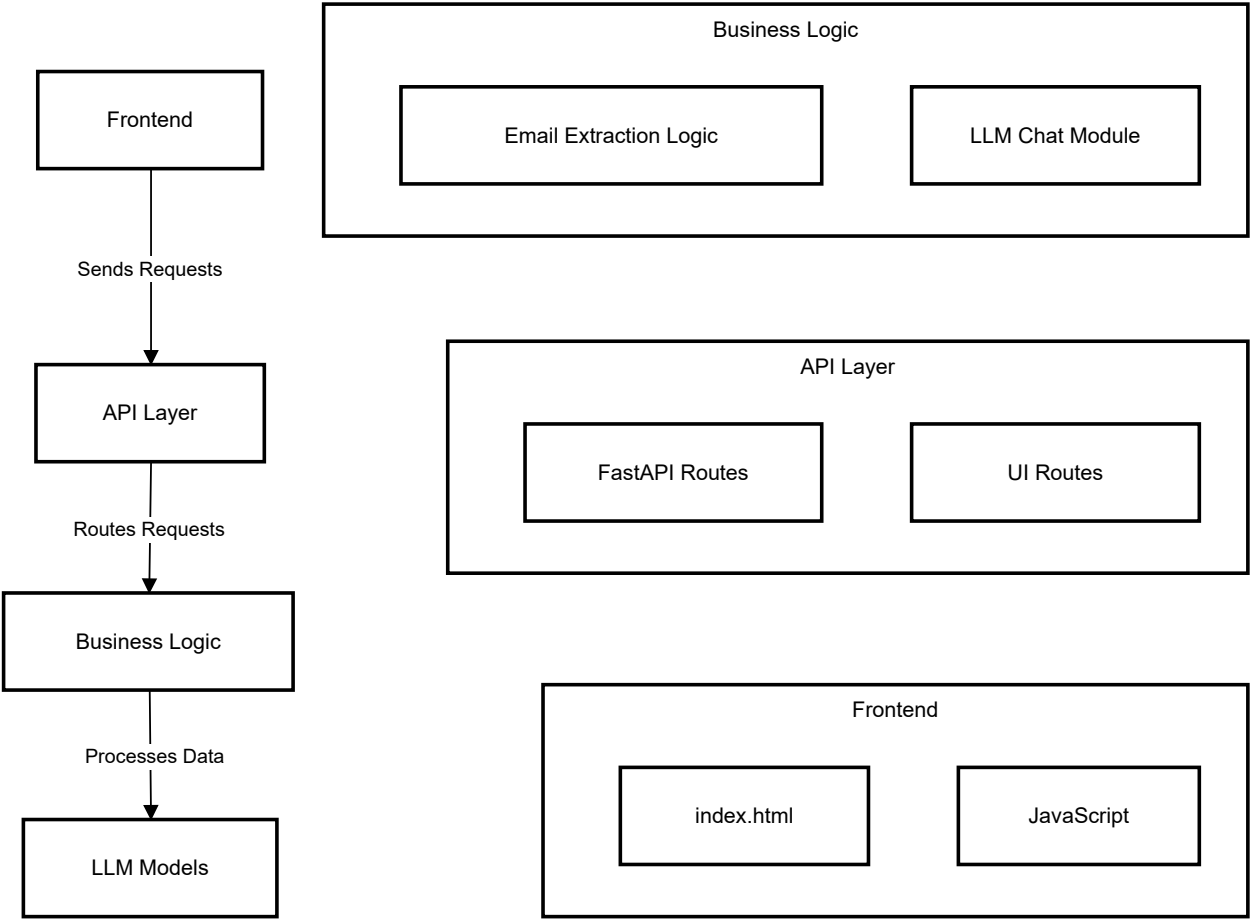 Frontend
Sends Requests
API Layer
Routes Requests
Business Logic
Processes Data
LLM Models
Business Logic
Email Extraction Logic
LLM Chat Module
API Layer
FastAPI Routes
UI Routes
Frontend
index.html
JavaScript